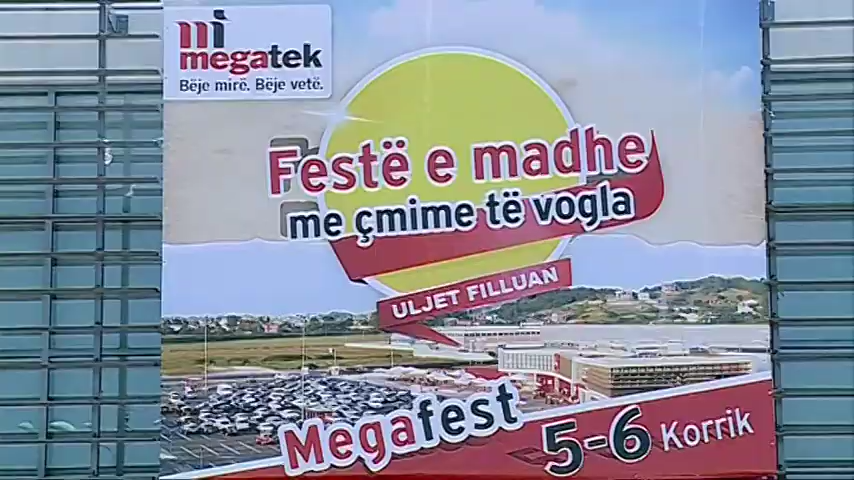 megatek
Bëje mirë. Bëje vetë.
Festë e madhe
me çmime të vogla
ULJET FILLUAN
Megafest
5-6 Korrik